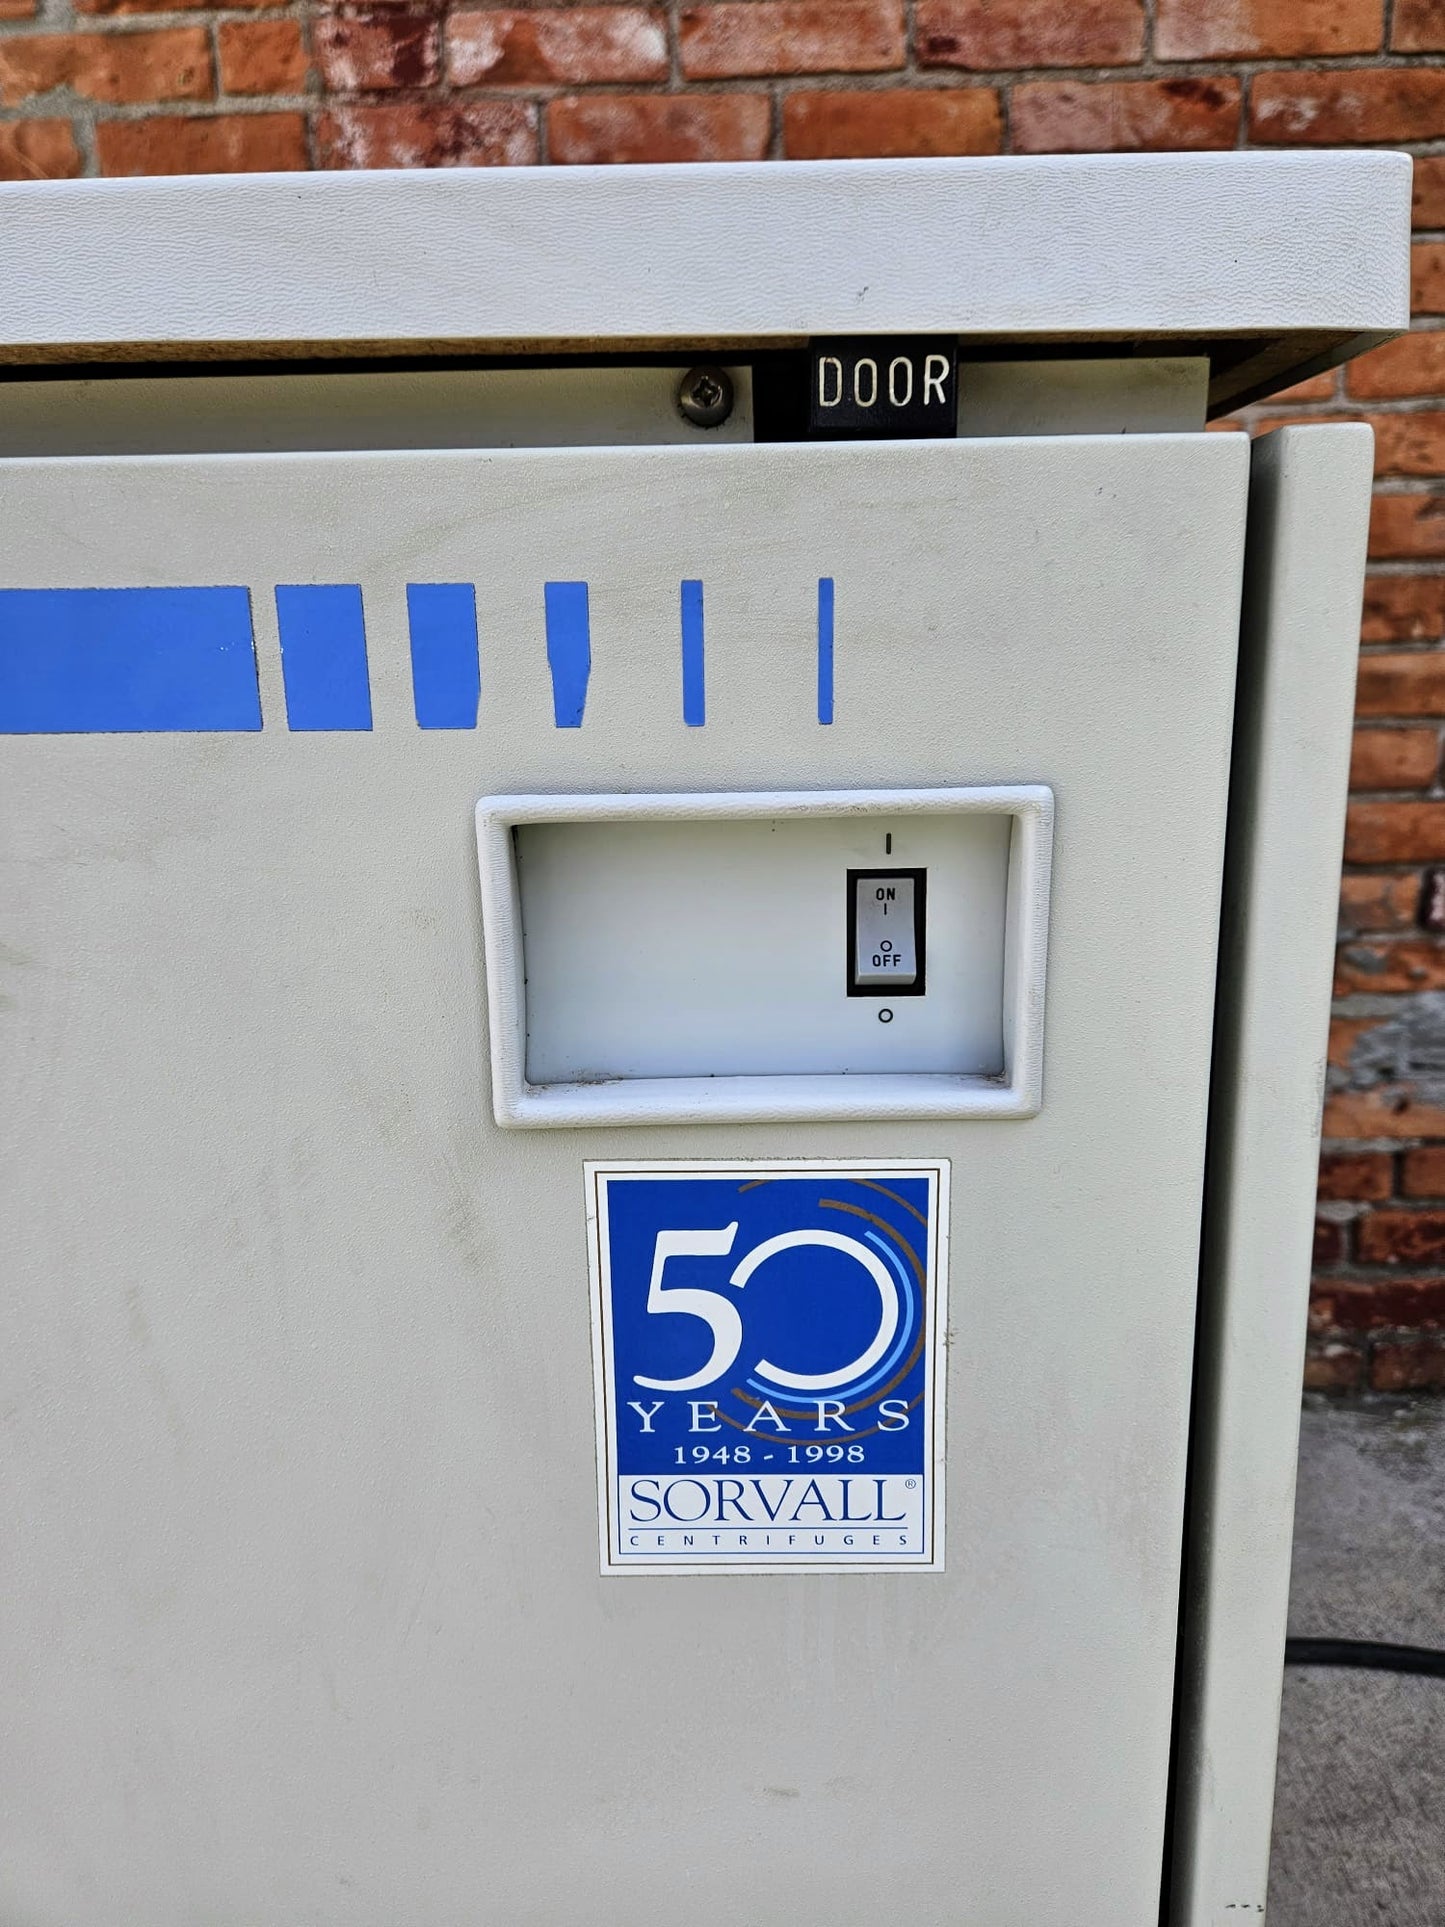 DOOR
I
ON
I
O
OFF
O
50
YEARS
1948 - 1998
SORVALL®
CENTRIFUGES